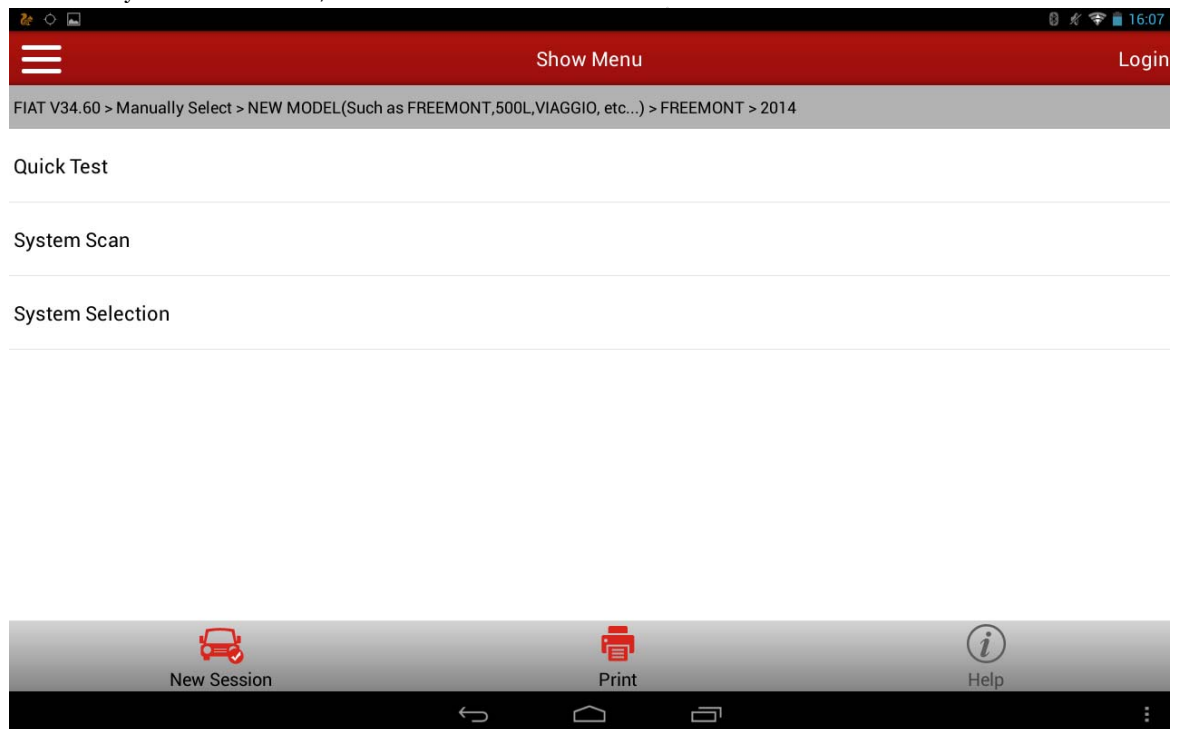 16:07
Show Menu
Login
FIAT V34.60 > Manually Select > NEW MODEL(Such as FREEMONT,500L,VIAGGIO, etc...) > FREEMONT > 2014
Quick Test
System Scan
System Selection
New Session
Print
Help